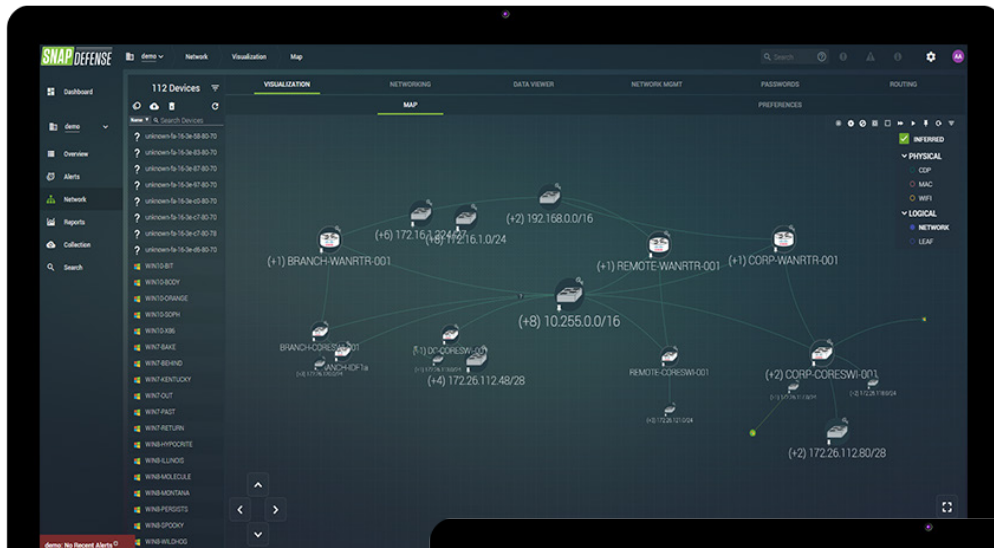 SNAP DEFENSE
demo
Network
Visualization
Map
Search
AA
Dashboard
demo
Overview
Alerts
Network
Reports
Collection
Search
demo: No Recent Alerts
112 Devices
Name
Search Devices
unknown-fa-16-3e-58-80-70
unknown-fa-16-3e-83-80-70
unknown-fa-16-3e-87-80-70
unknown-fa-16-3e-97-80-70
unknown-fa-16-3e-c0-80-70
unknown-fa-16-3e-c7-80-70
unknown-fa-16-3e-c7-80-78
unknown-fa-16-3e-d6-80-70
WIN10-BIT
WIN10-BODY
WIN10-ORANGE
WIN10-SOPH
WIN10-X86
WIN7-BAKE
WIN7-BEHIND
WIN7-KENTUCKY
WIN7-OUT
WIN7-PAST
WIN7-RETURN
WIN8-HYPOCRITE
WIN8-ILLINOIS
WIN8-MOLECULE
WIN8-MONTANA
WIN8-PERSISTS
WIN8-SPOOKY
WIN8-WILDHOG
VISUALIZATION
NETWORKING
DATA VIEWER
NETWORK MGMT
PASSWORDS
ROUTING
MAP
PREFERENCES
INFERRED
PHYSICAL
CDP
MAC
WIFI
LOGICAL
NETWORK
LEAF
(+2) 192.168.0.0/16
(+8) 172.16.1.0/24
(+1) BRANCH-WANRTR-001
(+1) REMOTE-WANRTR-001
(+1) CORP-WANRTR-001
(+8) 10.255.0.0/16
REMOTE-CORESWI-001
(+2) CORP-CORESWI-001
(+4) 172.26.112.48/28
(+2) 172.26.112.80/28